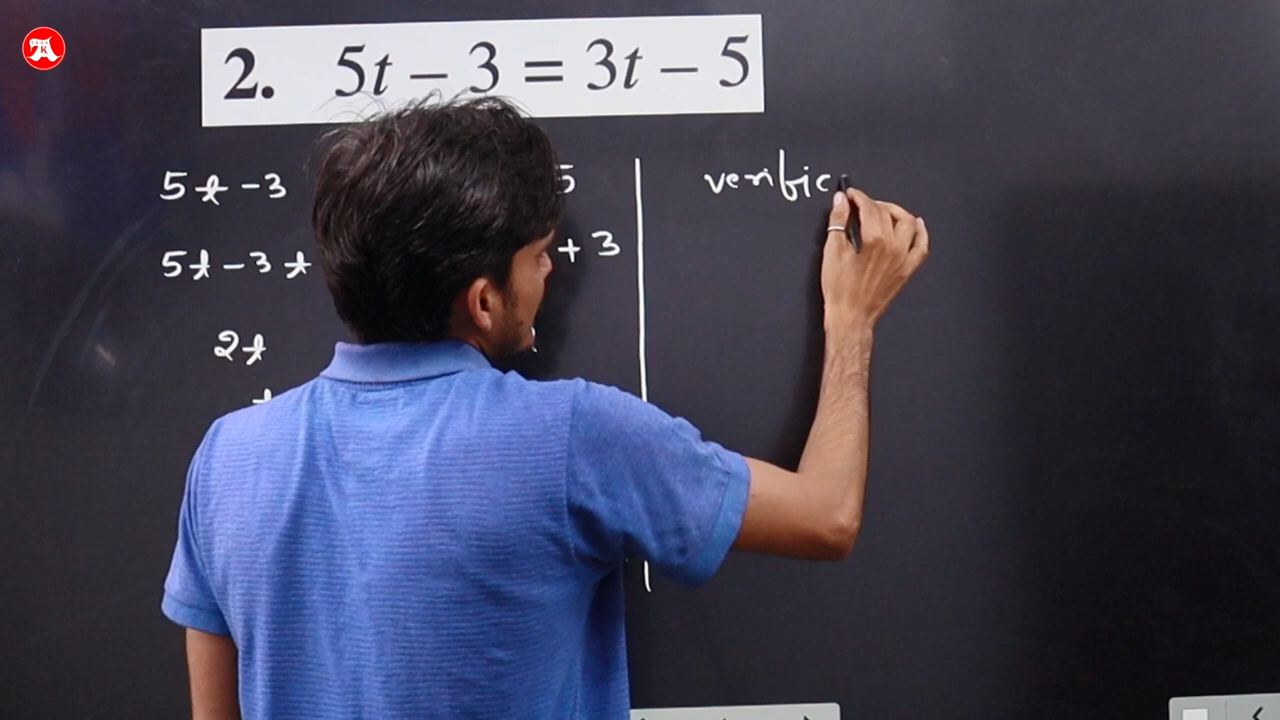 2. 5t – 3 = 3t – 5
5t - 3 5
5t - 3t + 3
2t
t
verific